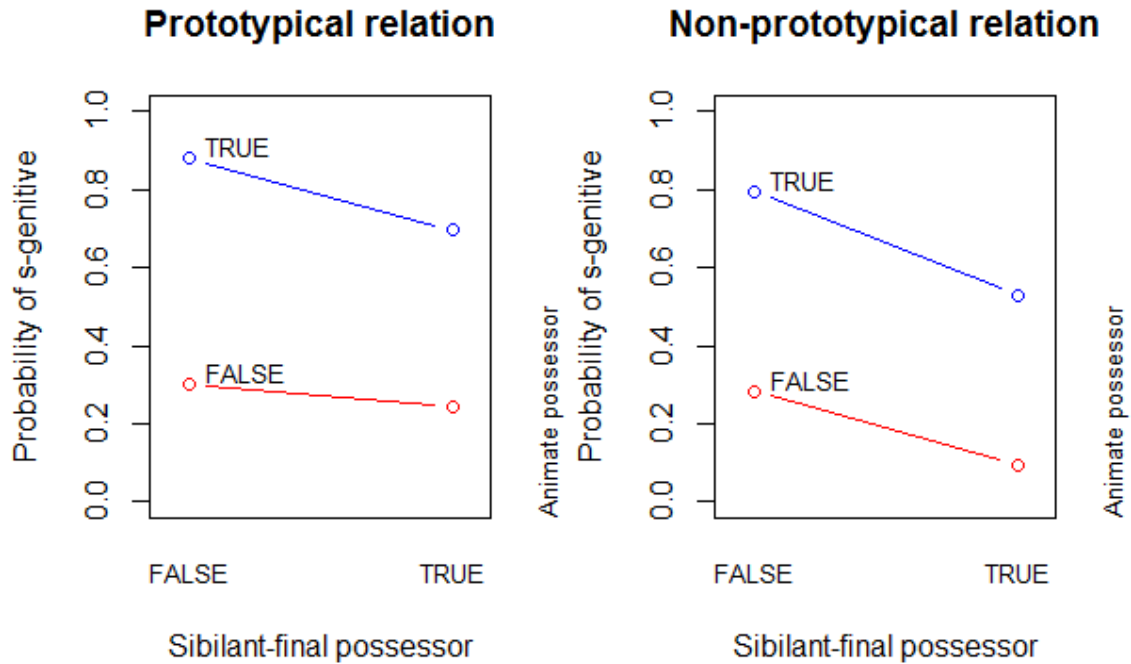 Prototypical relation
Probability of s-genitive
1.0
0.8
0.6
0.4
0.2
0.0
TRUE
FALSE
FALSE
TRUE
Sibilant-final possessor
Animate possessor
Non-prototypical relation
Probability of s-genitive
1.0
0.8
0.6
0.4
0.2
0.0
TRUE
FALSE
FALSE
TRUE
Sibilant-final possessor
Animate possessor